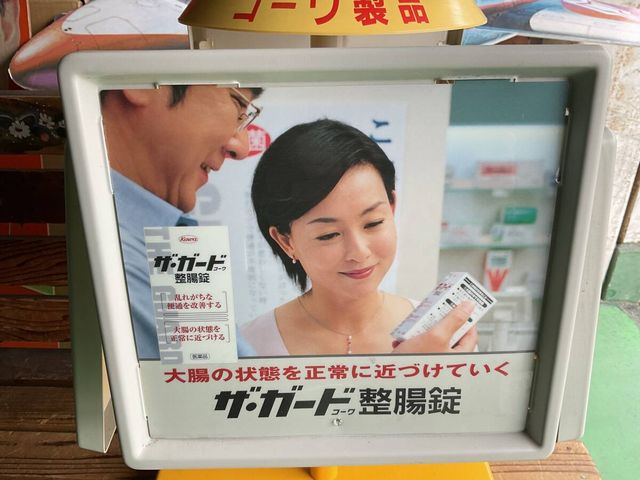 コーワ製品
Kowa
ザ・ガードコーワ
整腸錠
乱れがちな
便通を改善する
大腸の状態を
正常に近づける
医薬品
大腸の状態を正常に近づけていく
ザ・ガードコーワ整腸錠